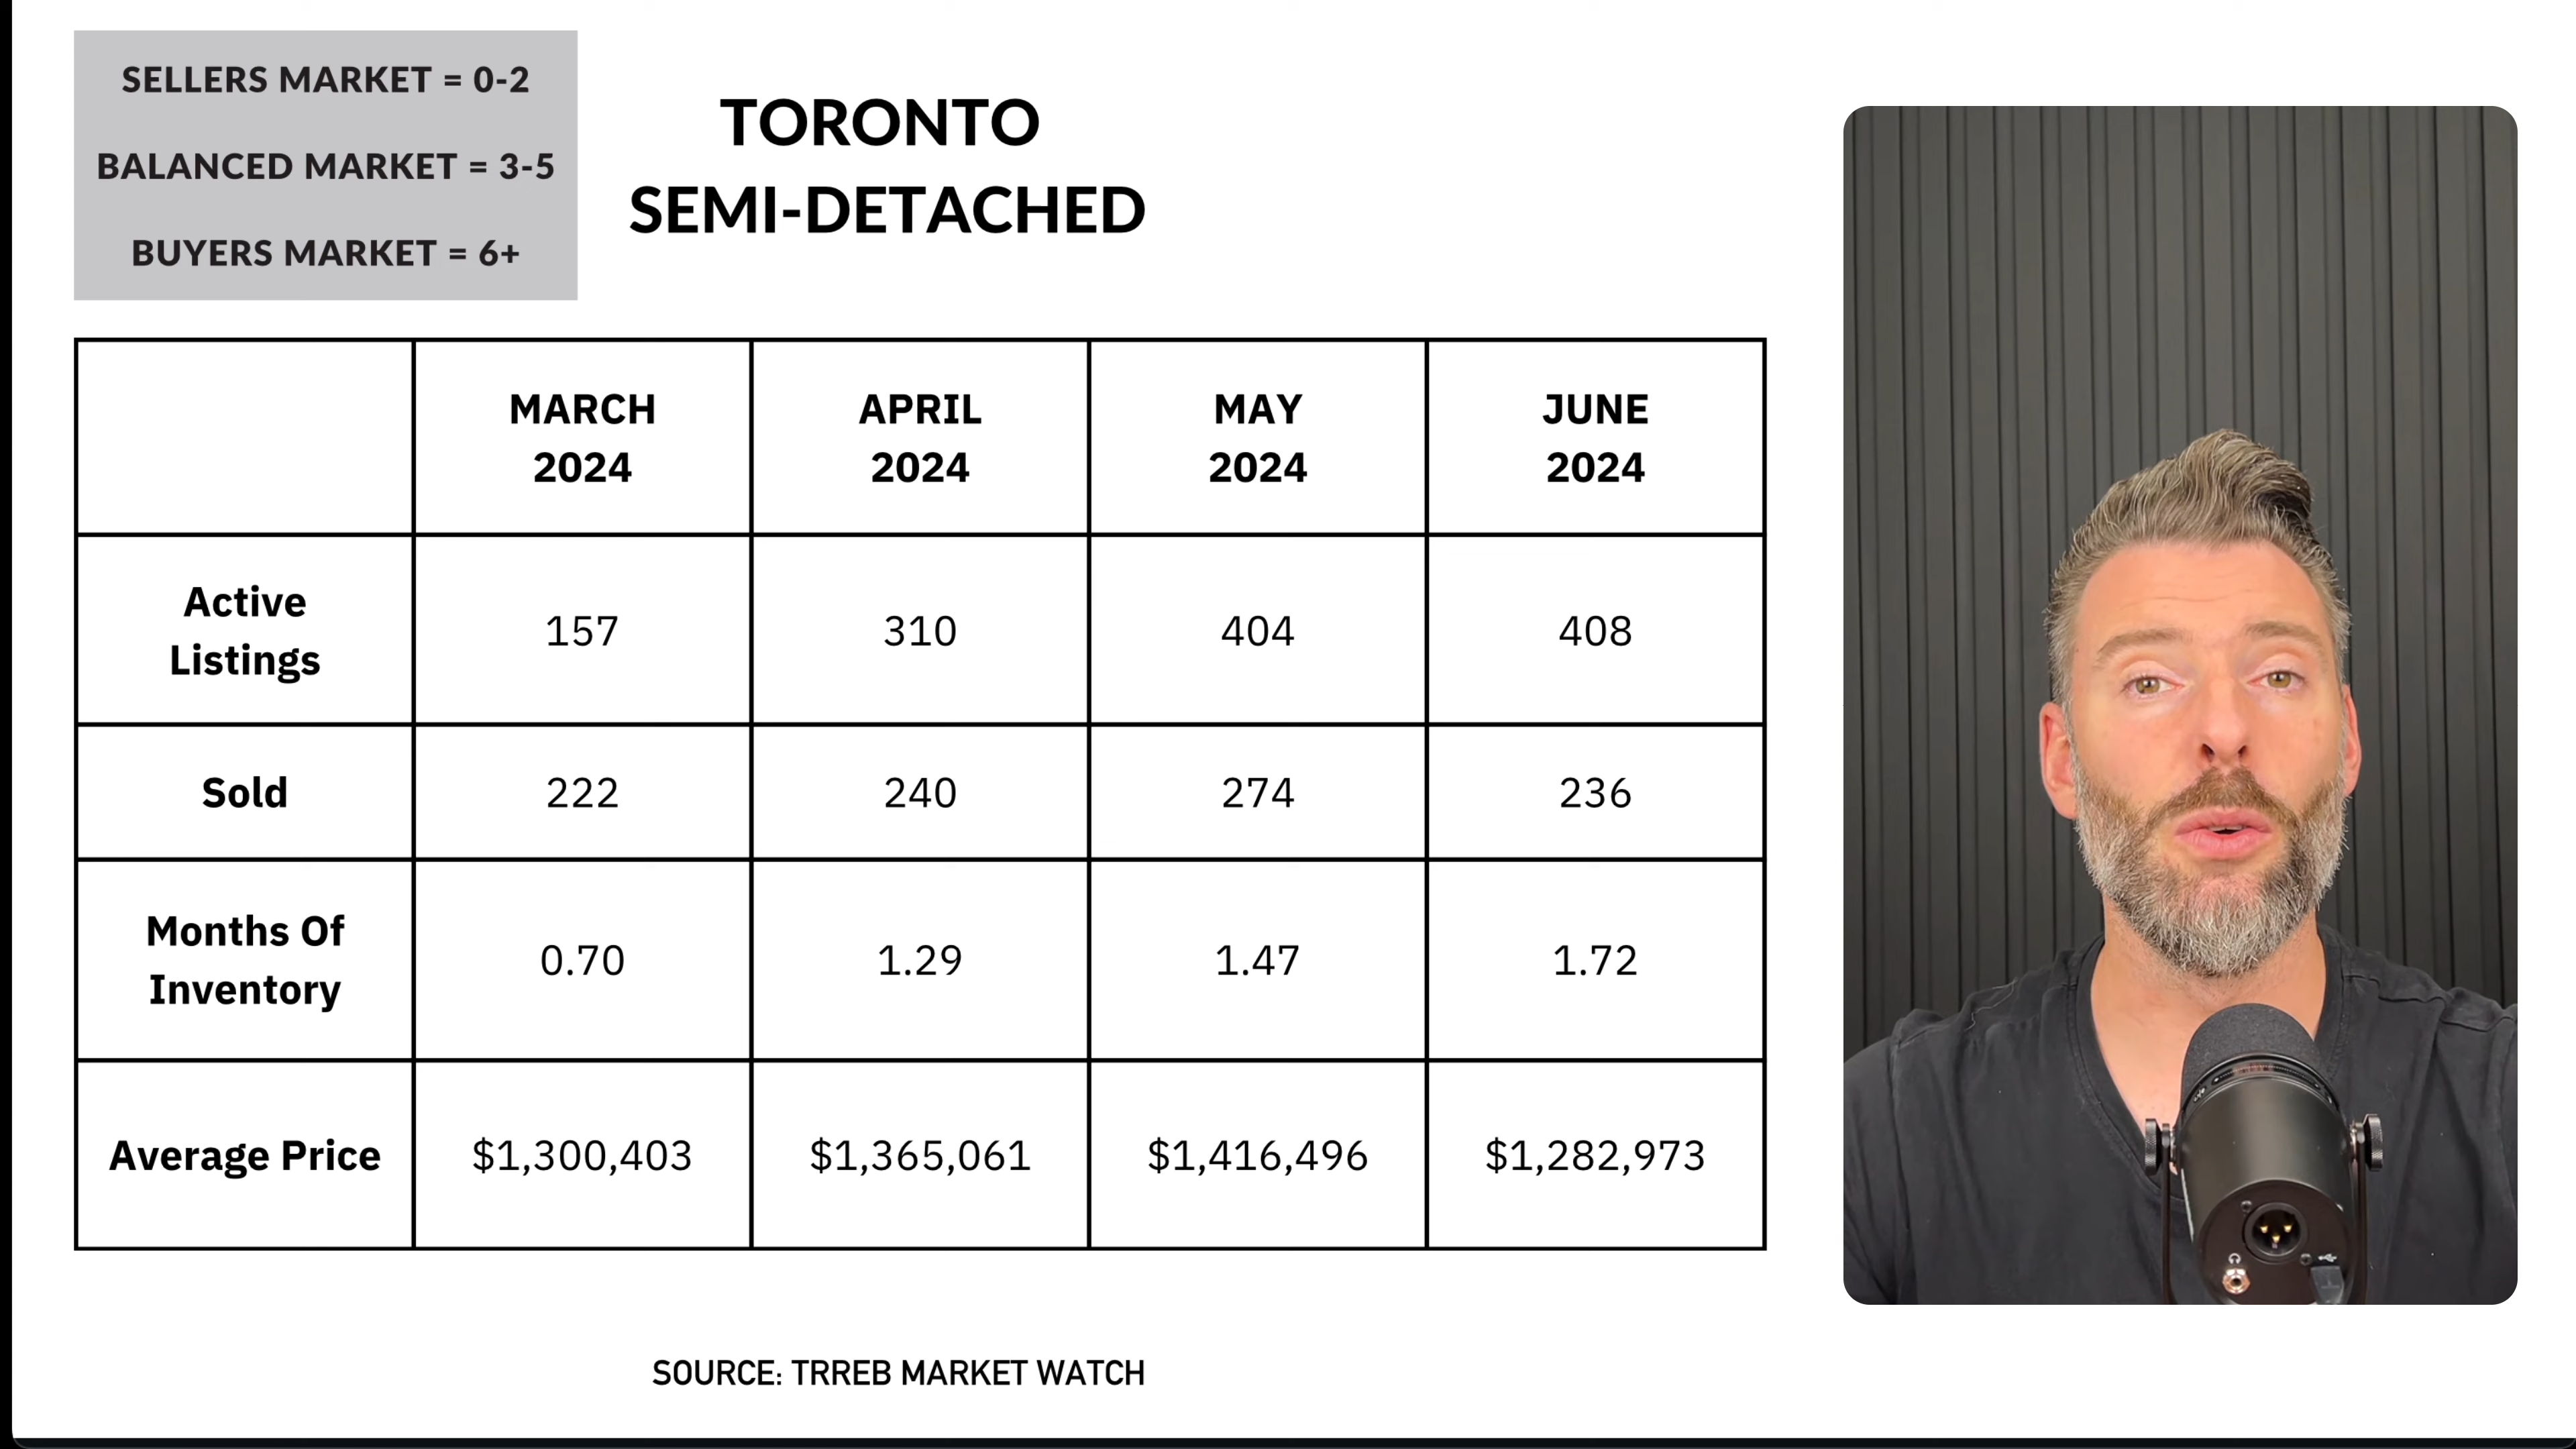 SELLERS MARKET = 0-2
BALANCED MARKET = 3-5
BUYERS MARKET = 6+
TORONTO
SEMI-DETACHED
MARCH 2024 APRIL 2024 MAY 2024 JUNE 2024
Active Listings 157 310 404 408
Sold 222 240 274 236
Months Of Inventory 0.70 1.29 1.47 1.72
Average Price $1,300,403 $1,365,061 $1,416,496 $1,282,973
SOURCE: TRREB MARKET WATCH